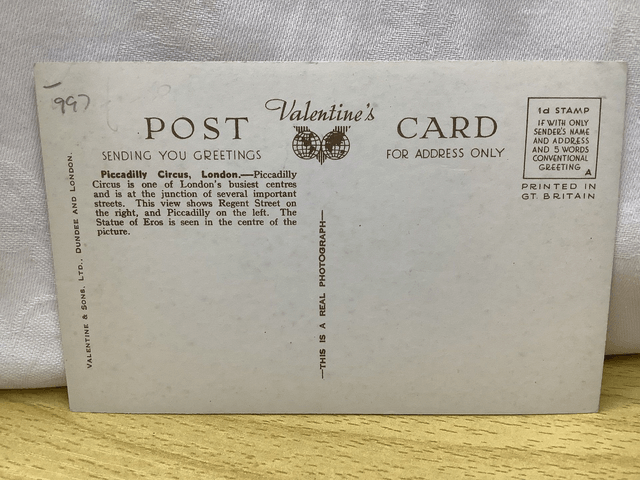 997
Valentine's
POST CARD
SENDING YOU GREETINGS
FOR ADDRESS ONLY
1d STAMP
IF WITH ONLY
SENDER'S NAME
AND ADDRESS
AND 5 WORDS
CONVENTIONAL
GREETING
A
PRINTED IN
GT. BRITAIN
Piccadilly Circus, London.—Piccadilly
Circus is one of London's busiest centres
and is at the junction of several important
streets. This view shows Regent Street on
the right, and Piccadilly on the left. The
Statue of Eros is seen in the centre of the
picture.
VALENTINE & SONS, LTD., DUNDEE AND LONDON.
—THIS IS A REAL PHOTOGRAPH—